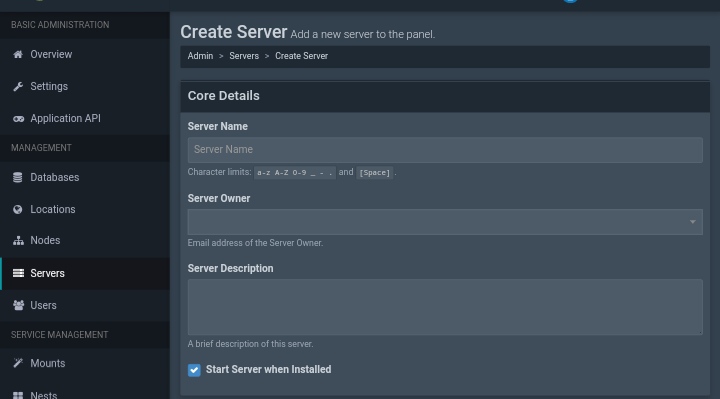 BASIC ADMINISTRATION
Overview
Settings
Application API
MANAGEMENT
Databases
Locations
Nodes
Servers
Users
SERVICE MANAGEMENT
Mounts
Nests
Create Server Add a new server to the panel.
Admin > Servers > Create Server
Core Details
Server Name
Server Name
Character limits: a-z A-Z 0-9 _ - . and [Space] .
Server Owner
Email address of the Server Owner.
Server Description
A brief description of this server.
Start Server when Installed